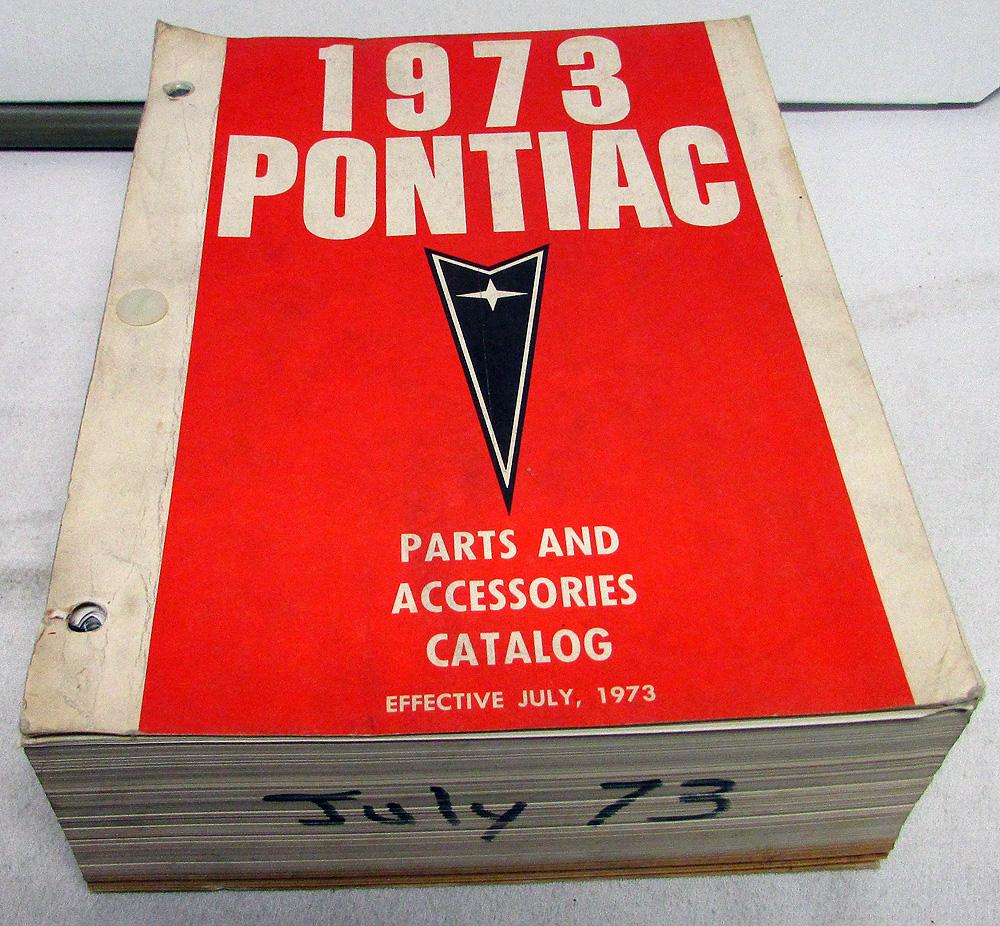 1973
PONTIAC
PARTS AND
ACCESSORIES
CATALOG
EFFECTIVE JULY, 1973
July 73